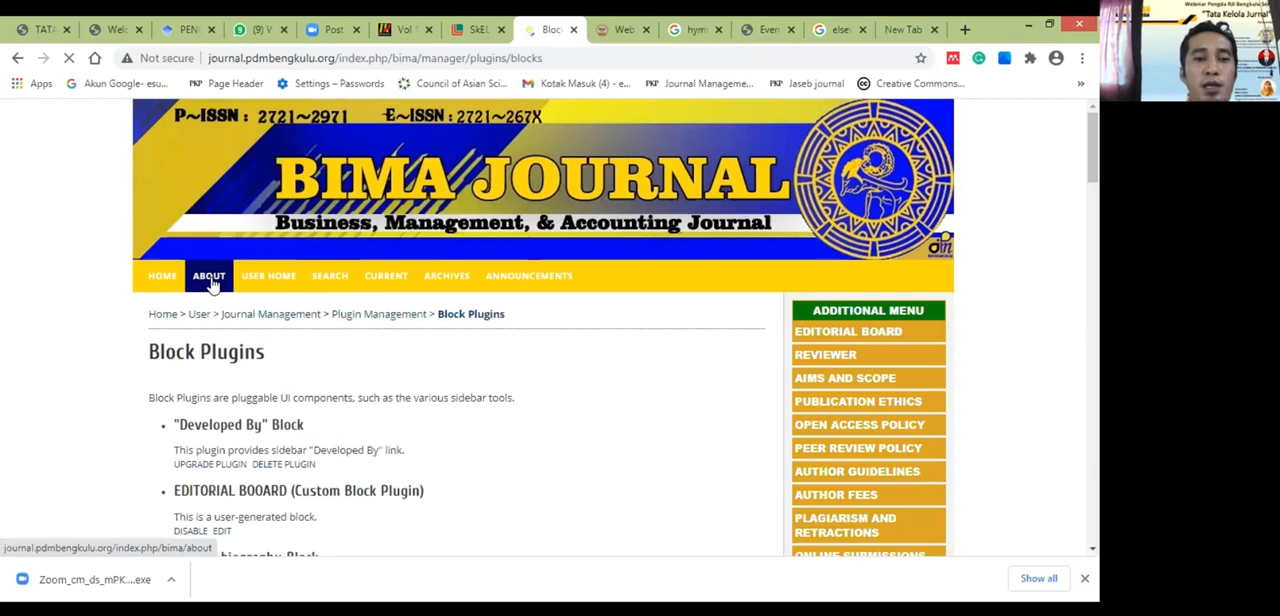 TATA
Welc
PENG
(9) V
Post
Vol
SkEL
Bloc
Web
hym
Even
else
New Tab
Not secure
journal.pdmbengkulu.org/index.php/bima/manager/plugins/blocks
Apps
Akun Google- esu...
PKP Page Header
Settings – Passwords
Council of Asian Sci...
Kotak Masuk (4) - e...
PKP Journal Manageme...
PKP Jaseb journal
Creative Commons...
»
Webinar Pengda RJI Bengkulu
"Tata Kelola Jurnal"
P~ISSN : 2721~2971 E~ISSN : 2721~267X
BIMA JOURNAL
Business, Management, & Accounting Journal
HOME ABOUT USER HOME SEARCH CURRENT ARCHIVES ANNOUNCEMENTS
Home > User > Journal Management > Plugin Management > Block Plugins
Block Plugins
Block Plugins are pluggable UI components, such as the various sidebar tools.
• "Developed By" Block
This plugin provides sidebar "Developed By" link.
UPGRADE PLUGIN DELETE PLUGIN
• EDITORIAL BOOARD (Custom Block Plugin)
This is a user-generated block.
DISABLE EDIT
ADDITIONAL MENU
EDITORIAL BOARD
REVIEWER
AIMS AND SCOPE
PUBLICATION ETHICS
OPEN ACCESS POLICY
PEER REVIEW POLICY
AUTHOR GUIDELINES
AUTHOR FEES
PLAGIARISM AND
RETRACTIONS
ONLINE SUBMISSIONS
journal.pdmbengkulu.org/index.php/bima/about
Zoom_cm_ds_mPK....exe
Show all